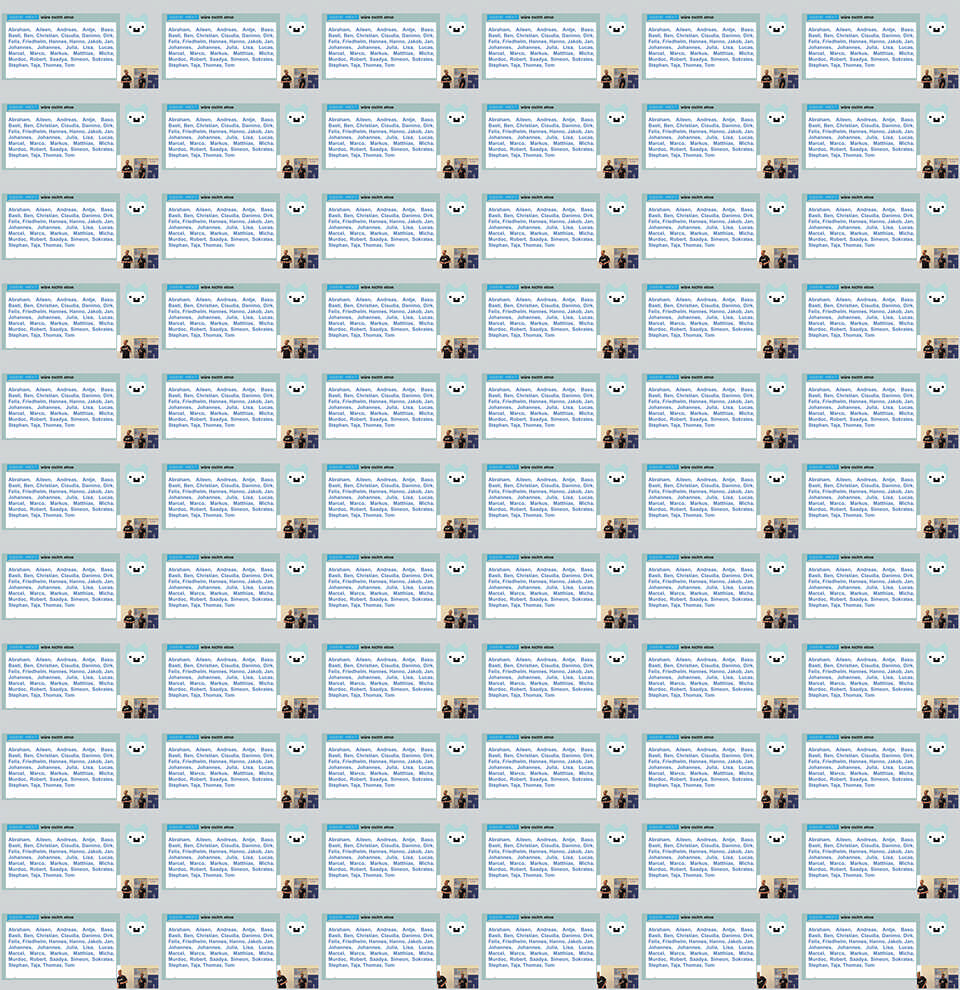 wäre nicht ohne
Abraham, Aileen, Andreas, Antje, Baso,
Basti, Ben, Christian, Claudia, Danimo, Dirk,
Felix, Friedhelm, Hannes, Hanno, Jakob, Jan,
Johannes, Johannes, Julia, Lisa, Lucas,
Marcel, Marco, Markus, Matthias, Micha,
Murdoc, Robert, Saadya, Simeon, Sokrates,
Stephan, Taja, Thomas, Tom